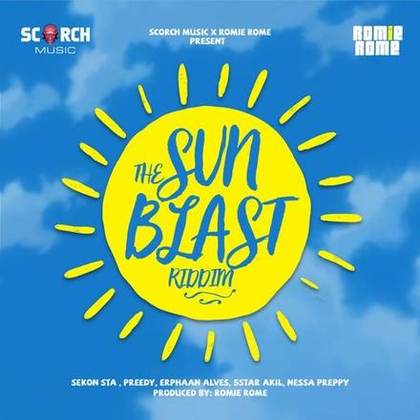 SCORCH MUSIC X ROMIE ROME
PRESENT
SCORCH
MUSIC
ROMiE
ROME
THE SUN
BLAST
RIDDIM
SEKON STA , PREEDY, ERPHAAN ALVES, 5STAR AKIL, NESSA PREPPY
PRODUCED BY: ROMIE ROME